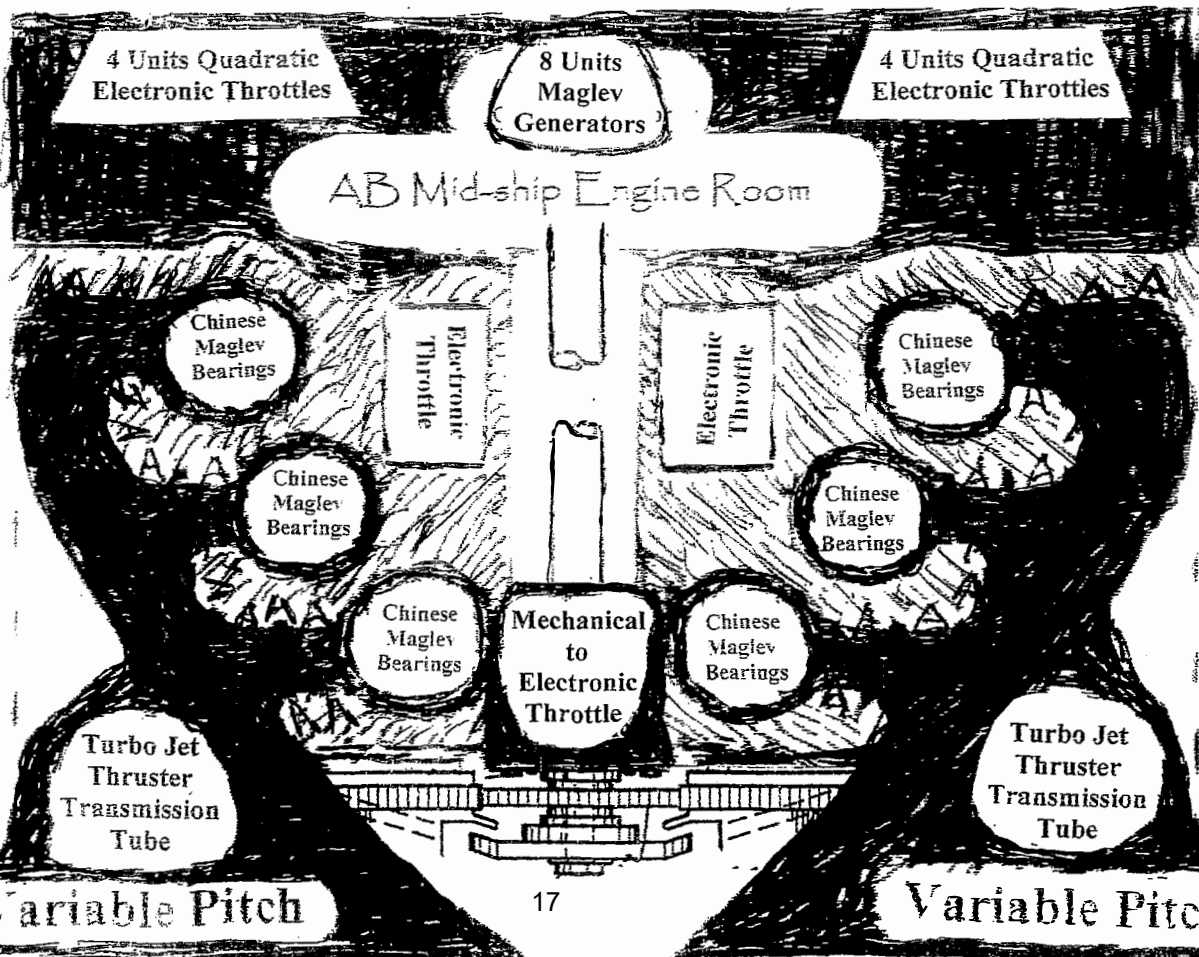 4 Units Quadratic
Electronic Throttles
8 Units
Maglev
Generators
4 Units Quadratic
Electronic Throttles
AB Mid-ship Engine Room
Chinese
Maglev
Bearings
Electronic
Throttle
Electronic
Throttle
Chinese
Maglev
Bearings
Chinese
Maglev
Bearings
Chinese
Maglev
Bearings
Chinese
Maglev
Bearings
Mechanical
to
Electronic
Throttle
Chinese
Maglev
Bearings
Turbo Jet
Thruster
Transmission
Tube
Turbo Jet
Thruster
Transmission
Tube
Variable Pitch
17
Variable Pitc